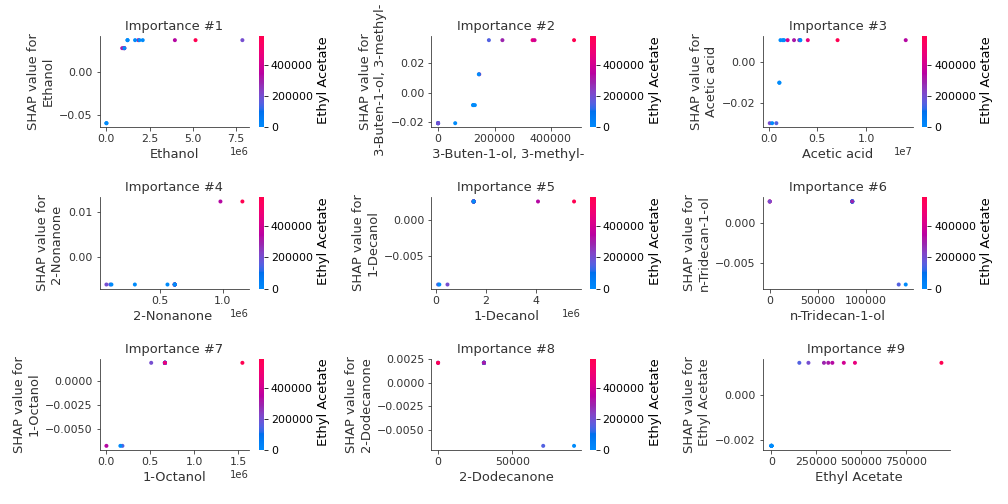 Importance #1
SHAP value for
Ethanol
0.00
−0.05
0.0
2.5
5.0
7.5
1e6
Ethanol
400000
200000
0
Ethyl Acetate
Importance #2
SHAP value for
3-Buten-1-ol, 3-methyl-
0.02
0.00
−0.02
0
200000
400000
3-Buten-1-ol, 3-methyl-
400000
200000
0
Ethyl Acetate
Importance #3
SHAP value for
Acetic acid
0.00
−0.02
0.0
0.5
1.0
1e7
Acetic acid
400000
200000
0
Ethyl Acetate
Importance #4
SHAP value for
2-Nonanone
0.01
0.00
0.5
1.0
1e6
2-Nonanone
400000
200000
0
Ethyl Acetate
Importance #5
SHAP value for
1-Decanol
0.000
−0.005
0
2
4
1e6
1-Decanol
400000
200000
0
Ethyl Acetate
Importance #6
SHAP value for
n-Tridecan-1-ol
0.000
−0.005
0
50000
100000
n-Tridecan-1-ol
400000
200000
0
Ethyl Acetate
Importance #7
SHAP value for
1-Octanol
0.0000
−0.0025
−0.0050
0.0
0.5
1.0
1.5
1e6
1-Octanol
400000
200000
0
Ethyl Acetate
Importance #8
SHAP value for
2-Dodecanone
0.0025
0.0000
−0.0025
−0.0050
0
50000
2-Dodecanone
400000
200000
0
Ethyl Acetate
Importance #9
SHAP value for
Ethyl Acetate
0.000
−0.002
0
250000
500000
750000
Ethyl Acetate